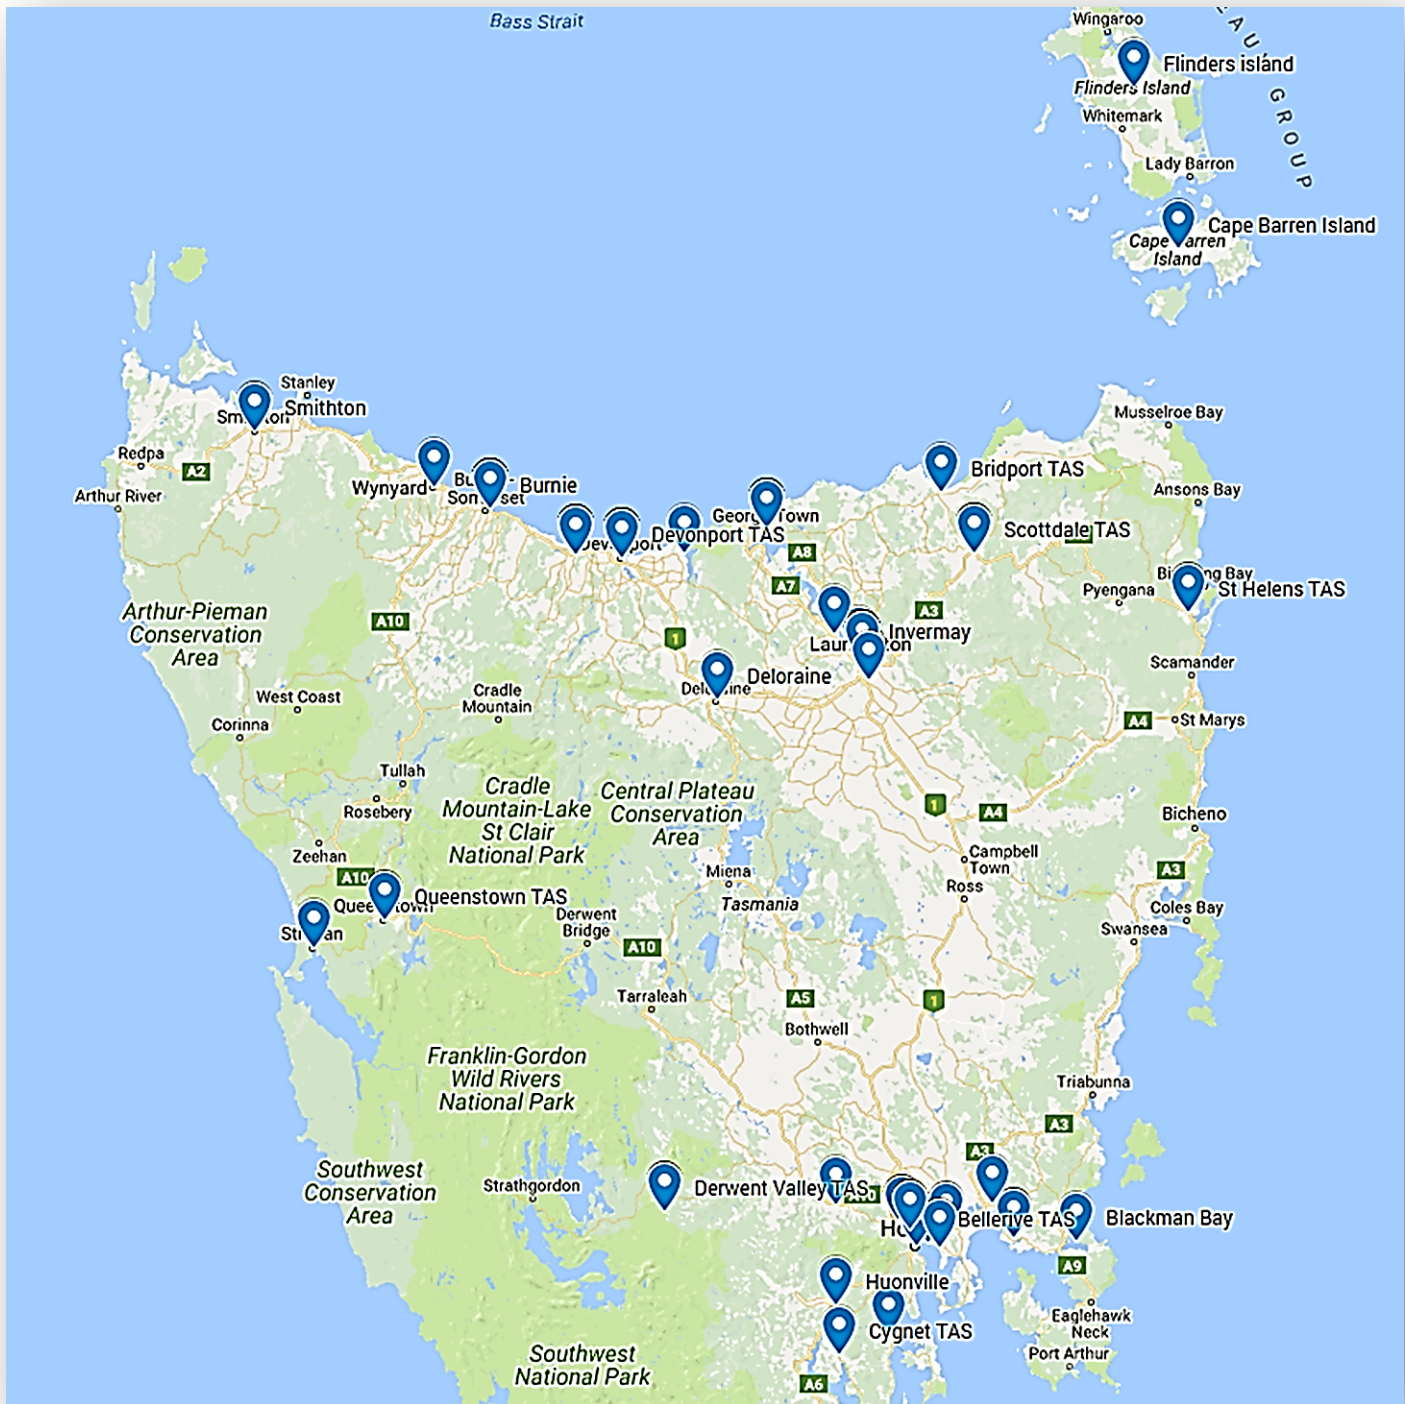 Bass Strait
Wingaroo
Flinders island
Flinders Island
Whitemark
Lady Barron
GROUP
Cape Barren Island
Island
Stanley
Smithton
Musselroe Bay
Redpa
A2
Arthur River
Wynyard
Burnie
Bridport TAS
Ansons Bay
Devonport TAS
Scottdale TAS
A8
A7
Pyengana
St Helens TAS
A3
A10
Arthur-Pieman
Conservation
Area
1
Invermay
Deloraine
Scamander
West Coast
Cradle
Mountain
Corinna
A4
St Marys
Tullah
Rosebery
Cradle
Mountain-Lake
St Clair
National Park
Central Plateau
Conservation
Area
1
A4
Bicheno
Zeehan
Campbell
Town
A10
Miena
Ross
A3
Queenstown TAS
Tasmania
Coles Bay
Derwent
Bridge
Swansea
A10
Tarraleah
A5
1
Bothwell
Franklin-Gordon
Wild Rivers
National Park
Triabunna
A3
A3
Southwest
Conservation
Area
Strathgordon
Derwent Valley TAS
Bellerive TAS
Blackman Bay
A9
Huonville
Eaglehawk
Neck
Cygnet TAS
Port Arthur
Southwest
National Park
A6